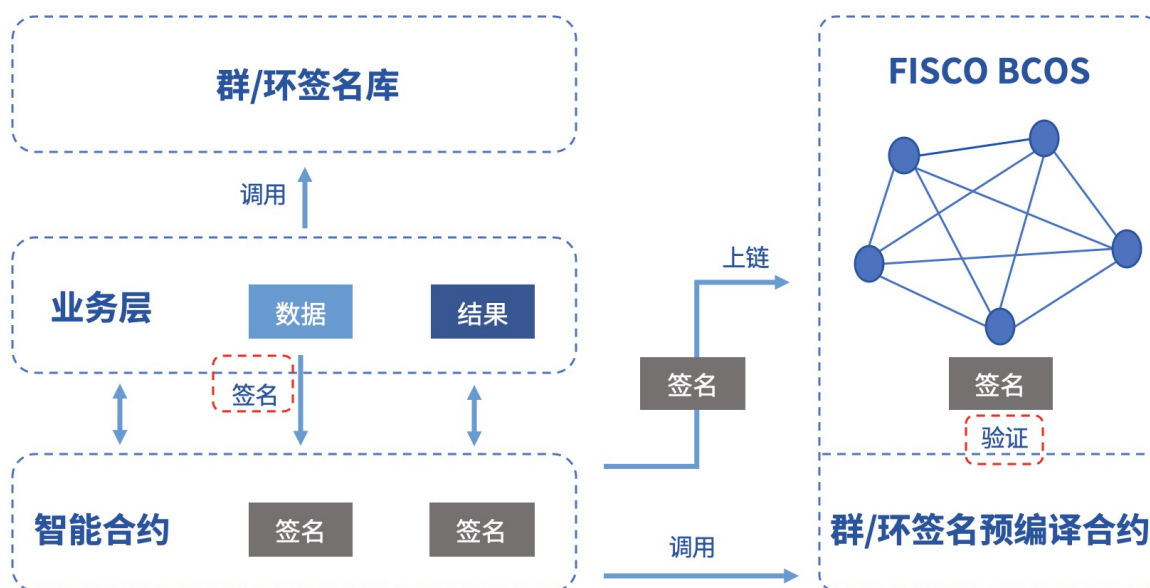 群/环签名库
调用
业务层
数据
结果
签名
智能合约
签名
签名
签名
上链
调用
FISCO BCOS
签名
验证
群/环签名预编译合约